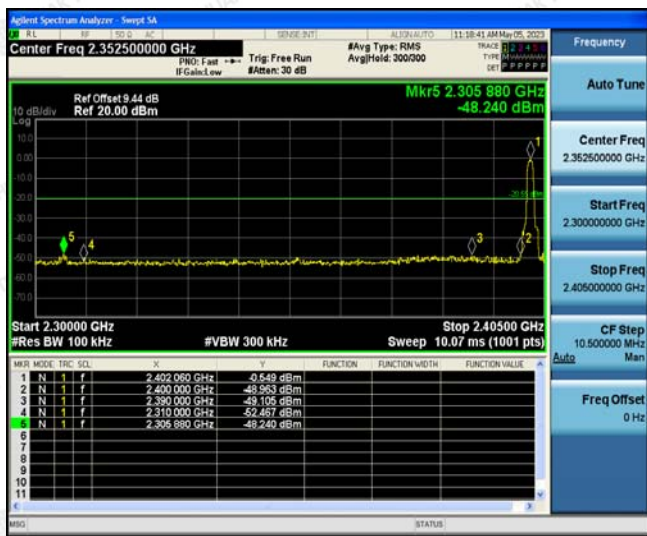 Agilent Spectrum Analyzer - Swept SA
RL RF 50 Ω AC SENSE:INT ALIGN AUTO 11:18:41 AM May 05, 2023
Center Freq 2.352500000 GHz
PNO: Fast
IFGain:Low
Trig: Free Run
#Atten: 30 dB
#Avg Type: RMS
Avg|Hold: 300/300
TRACE 1 2 3 4 5 6
TYPE
DET P P P P P P
Mkr5 2.305 880 GHz
-48.240 dBm
Ref Offset 9.44 dB
10 dB/div Ref 20.00 dBm
Log
10.0
0.00
-10.0
-20.0
-30.0
-40.0
-50.0
-60.0
-70.0
1
2
3
4
5
Start 2.30000 GHz Stop 2.40500 GHz
#Res BW 100 kHz #VBW 300 kHz Sweep 10.07 ms (1001 pts)
MKR MODE TRC SCL X Y FUNCTION FUNCTION WIDTH FUNCTION VALUE
1 N 1 f 2.402 060 GHz -0.549 dBm
2 N 1 f 2.400 000 GHz -48.963 dBm
3 N 1 f 2.390 000 GHz -49.105 dBm
4 N 1 f 2.310 000 GHz -52.467 dBm
5 N 1 f 2.305 880 GHz -48.240 dBm
6
7
8
9
10
11
MSG STATUS
Frequency
Auto Tune
Center Freq
2.352500000 GHz
Start Freq
2.300000000 GHz
Stop Freq
2.405000000 GHz
CF Step
10.500000 MHz
Auto Man
Freq Offset
0 Hz